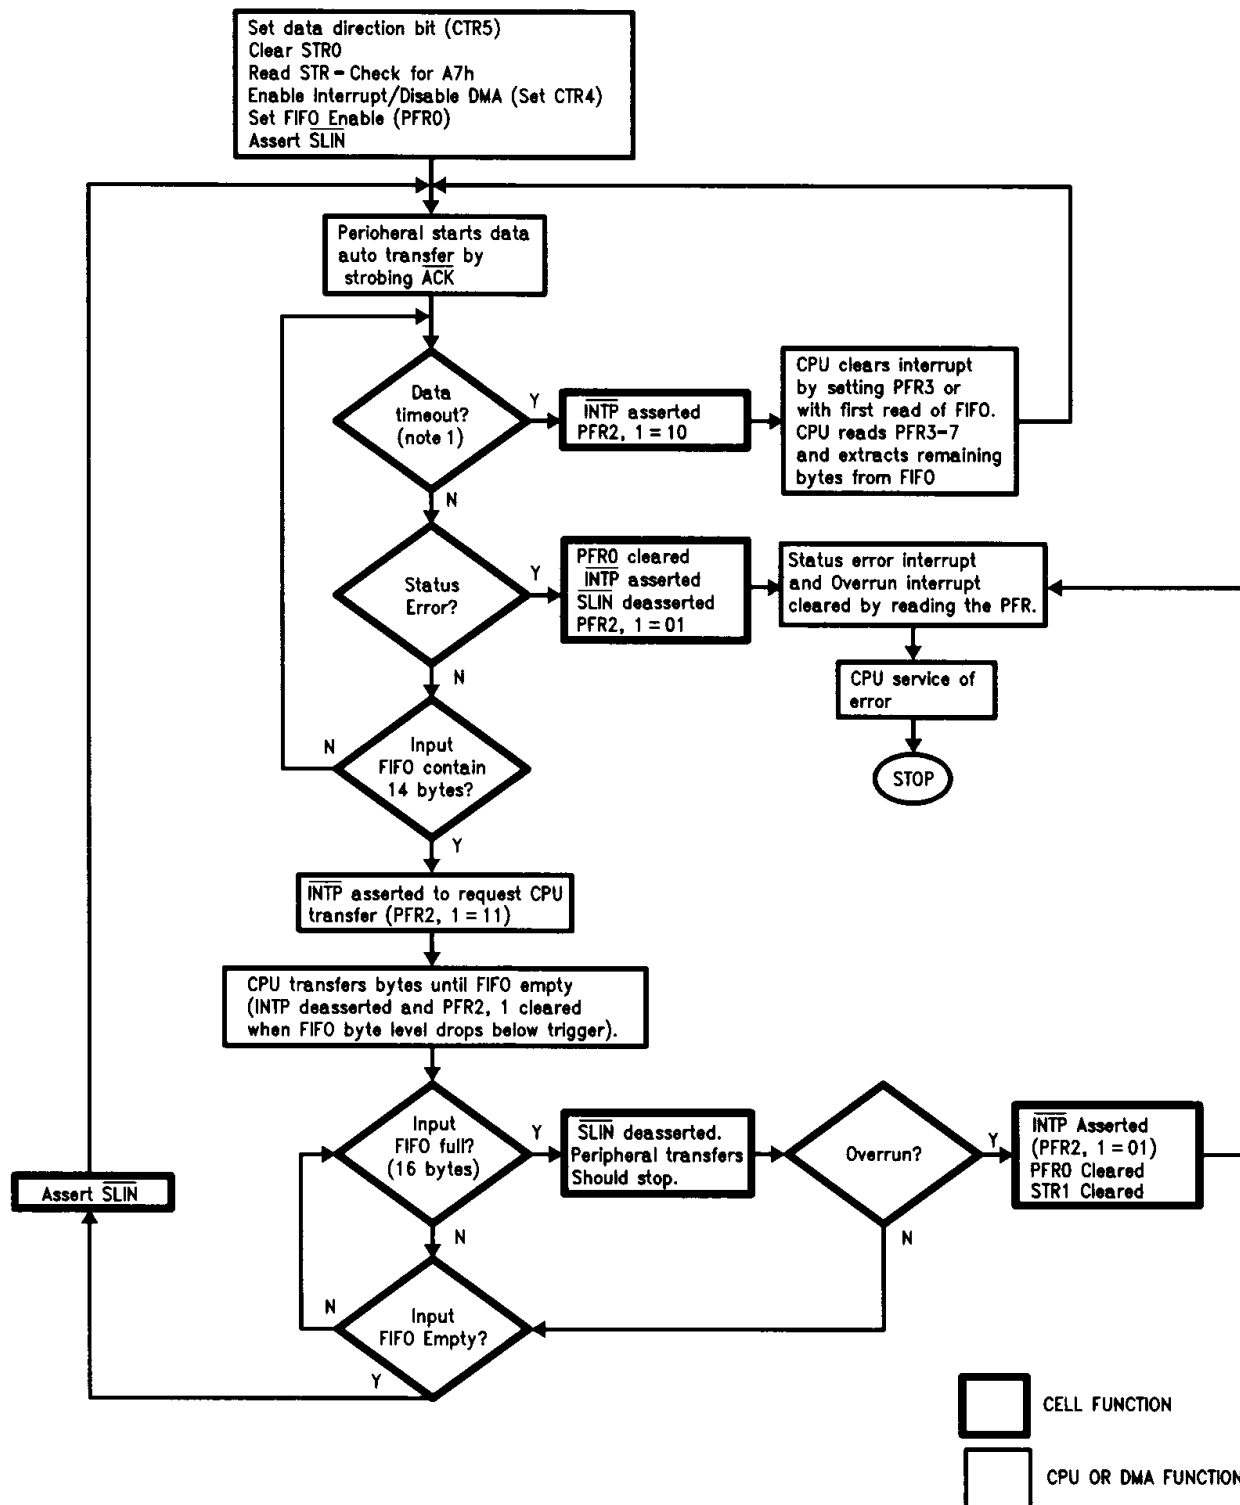 Set data direction bit (CTR5)
Clear STR0
Read STR – Check for A7h
Enable Interrupt/Disable DMA (Set CTR4)
Set FIFO Enable (PFR0)
Assert SLIN
Perioheral starts data
auto transfer by
strobing ACK
Data
timeout?
(note 1)
Y
N
INTP asserted
PFR2, 1 = 10
CPU clears interrupt
by setting PFR3 or
with first read of FIFO.
CPU reads PFR3-7
and extracts remaining
bytes from FIFO
Status
Error?
Y
N
PFR0 cleared
INTP asserted
SLIN deasserted
PFR2, 1 = 01
Status error interrupt
and Overrun interrupt
cleared by reading the PFR.
CPU service of
error
STOP
Input
FIFO contain
14 bytes?
N
Y
INTP asserted to request CPU
transfer (PFR2, 1 = 11)
CPU transfers bytes until FIFO empty
(INTP deasserted and PFR2, 1 cleared
when FIFO byte level drops below trigger).
Input
FIFO full?
(16 bytes)
Y
N
SLIN deasserted.
Peripheral transfers
Should stop.
Overrun?
Y
N
INTP Asserted
(PFR2, 1 = 01)
PFR0 Cleared
STR1 Cleared
Assert SLIN
Input
FIFO Empty?
N
Y
CELL FUNCTION
CPU OR DMA FUNCTION